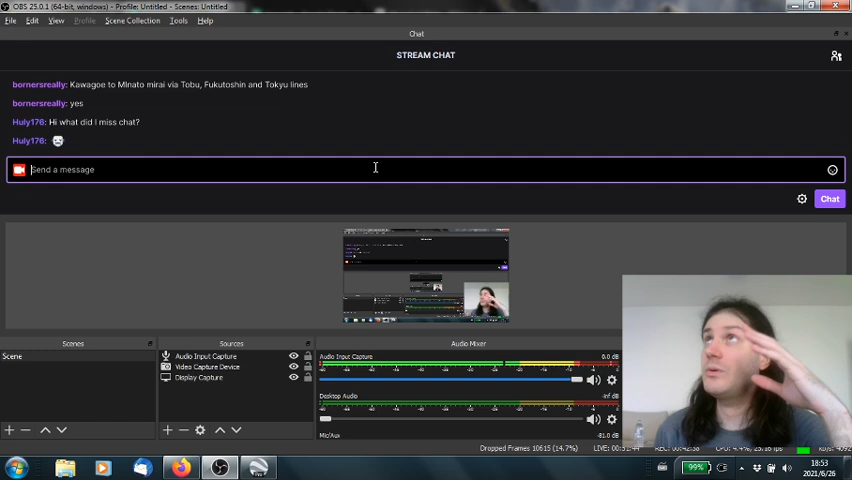 OBS 25.0.1 (64-bit, windows) - Profile: Untitled - Scenes: Untitled
File Edit View Profile Scene Collection Tools Help
Chat
STREAM CHAT
bornersreally: Kawagoe to MInato mirai via Tobu, Fukutoshin and Tokyu lines
bornersreally: yes
Huly176: Hi what did I miss chat?
Huly176:
Send a message
Chat
Scenes
Sources
Audio Mixer
Scene
Audio Input Capture
Video Capture Device
Display Capture
Audio Input Capture 0.0 dB
Desktop Audio -inf dB
Mic/Aux -81.0 dB
Dropped Frames 10615 (14.7%)
99%
18:53
2021/6/26